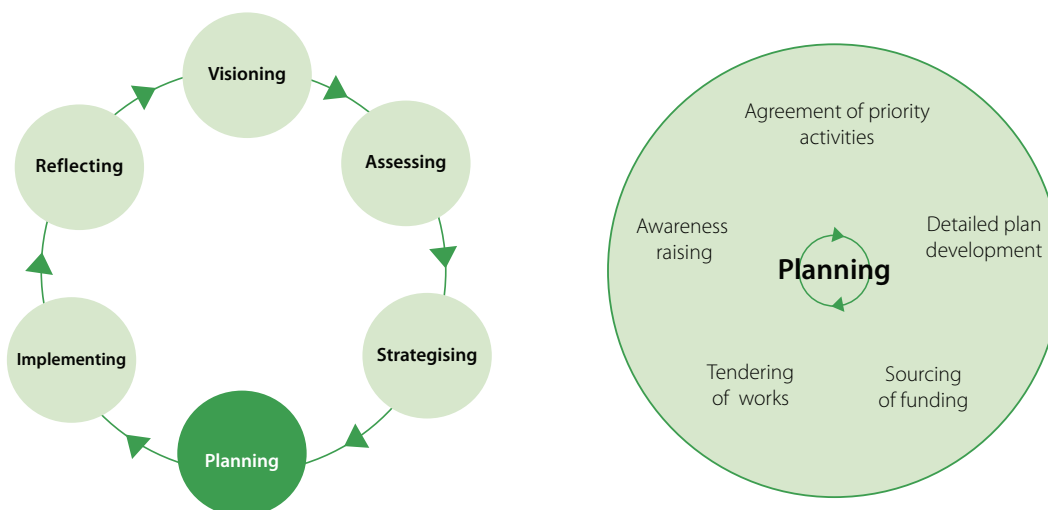 Visioning
Assessing
Strategising
Planning
Implementing
Reflecting
Agreement of priority
activities
Detailed plan
development
Sourcing
of funding
Tendering
of works
Awareness
raising
Planning